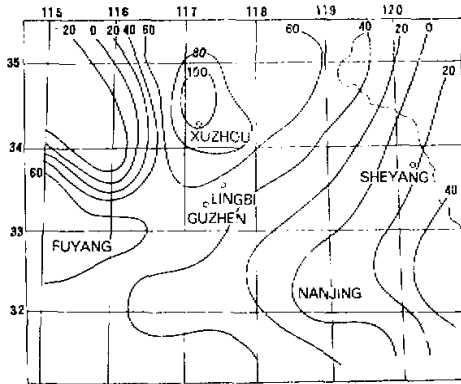 115 116 117 118 119 120
20 0 20 40 60 80 60 40 20 0
35
100
20
XUZHOU
34
SHEYANG
60
LINGBI
40
GUZHEN
33
FUYANG
NANJING
32